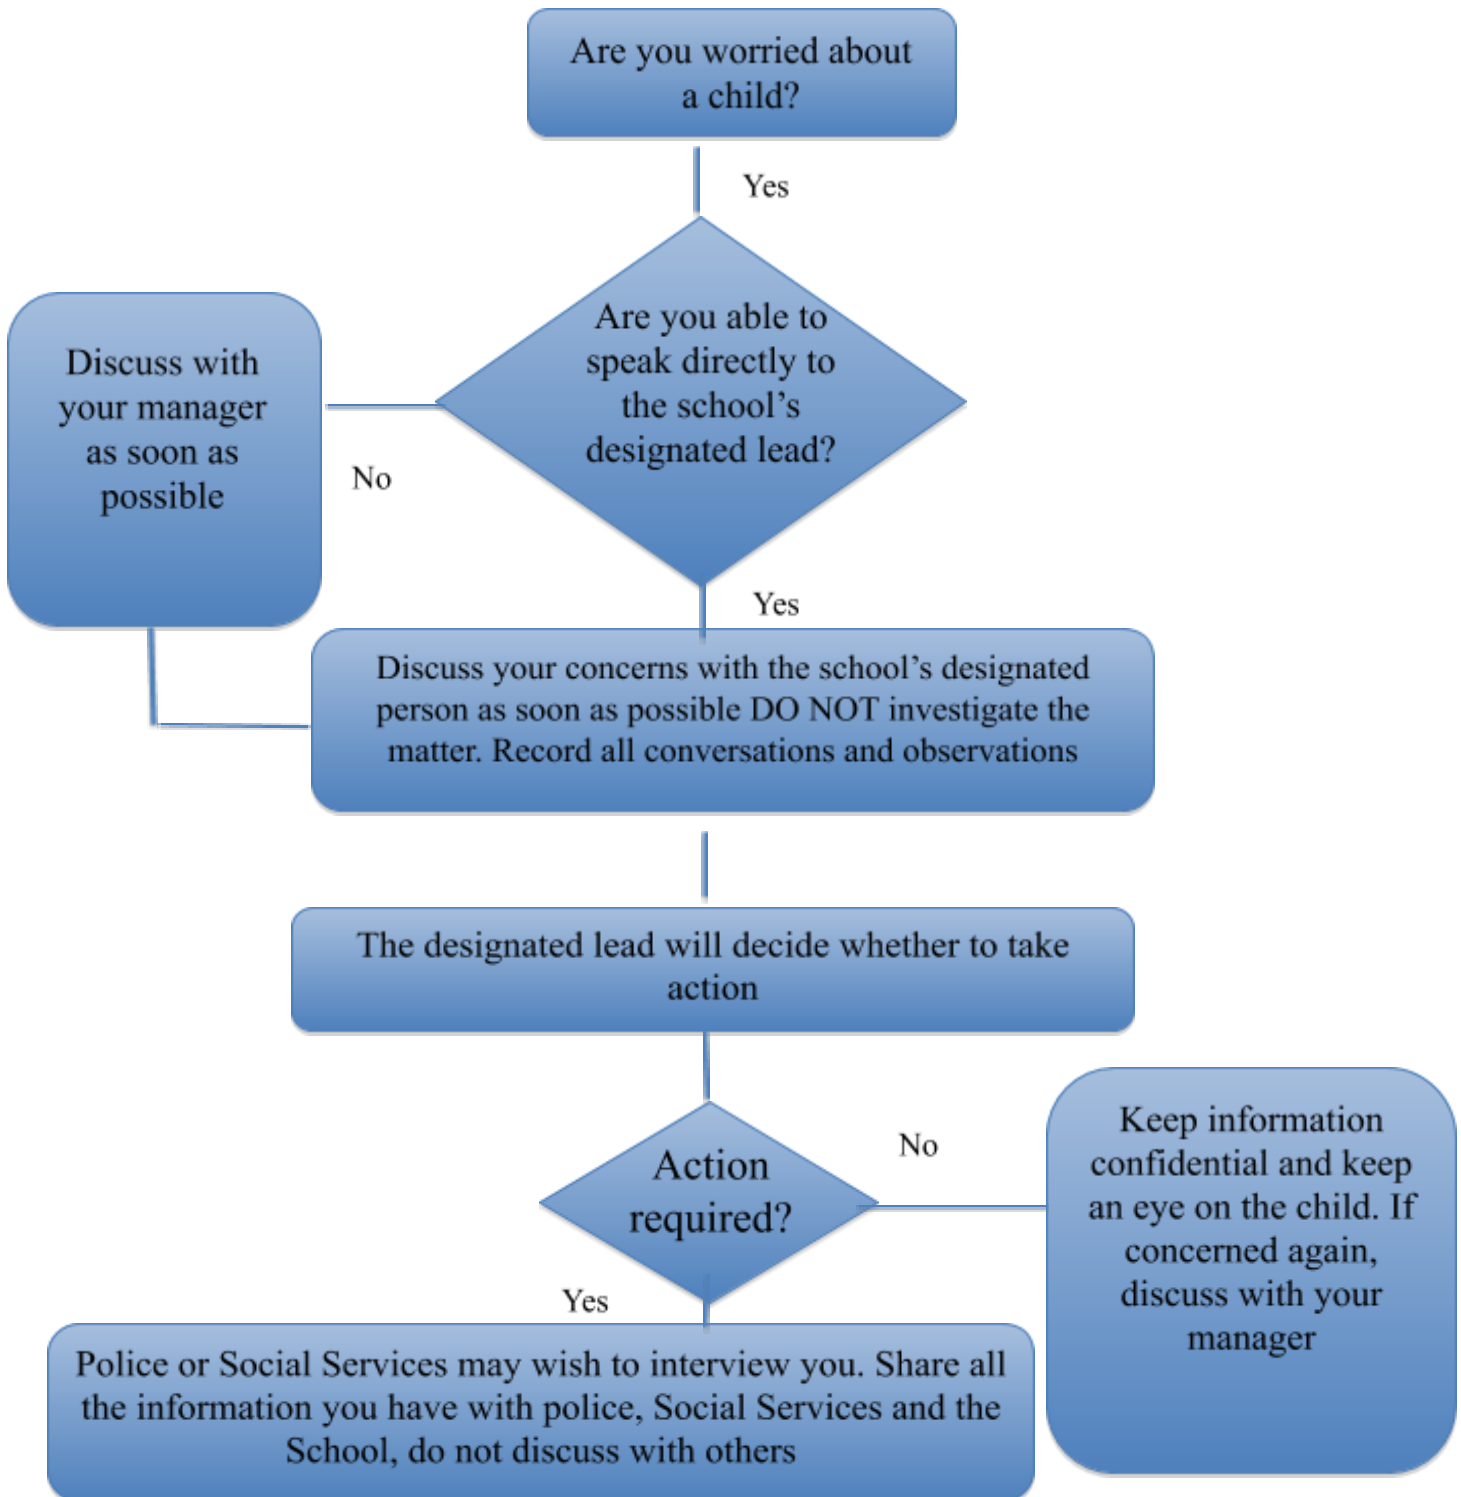 Are you worried about
a child?
Yes
Are you able to
speak directly to
the school’s
designated lead?
Discuss with
your manager
as soon as
possible
No
Yes
Discuss your concerns with the school’s designated
person as soon as possible DO NOT investigate the
matter. Record all conversations and observations
The designated lead will decide whether to take
action
Action
required?
No
Keep information
confidential and keep
an eye on the child. If
concerned again,
discuss with your
manager
Yes
Police or Social Services may wish to interview you. Share all
the information you have with police, Social Services and the
School, do not discuss with others